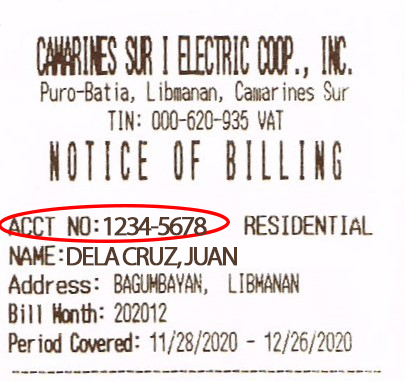 CAMARINES SUR I ELECTRIC COOP., INC.
Puro-Batia, Libmanan, Camarines Sur
TIN: 000-620-935 VAT
NOTICE OF BILLING
ACCT NO:1234-5678 RESIDENTIAL
NAME:DELA CRUZ, JUAN
Address: BAGUMBAYAN, LIBMANAN
Bill Month: 202012
Period Covered: 11/28/2020 - 12/26/2020